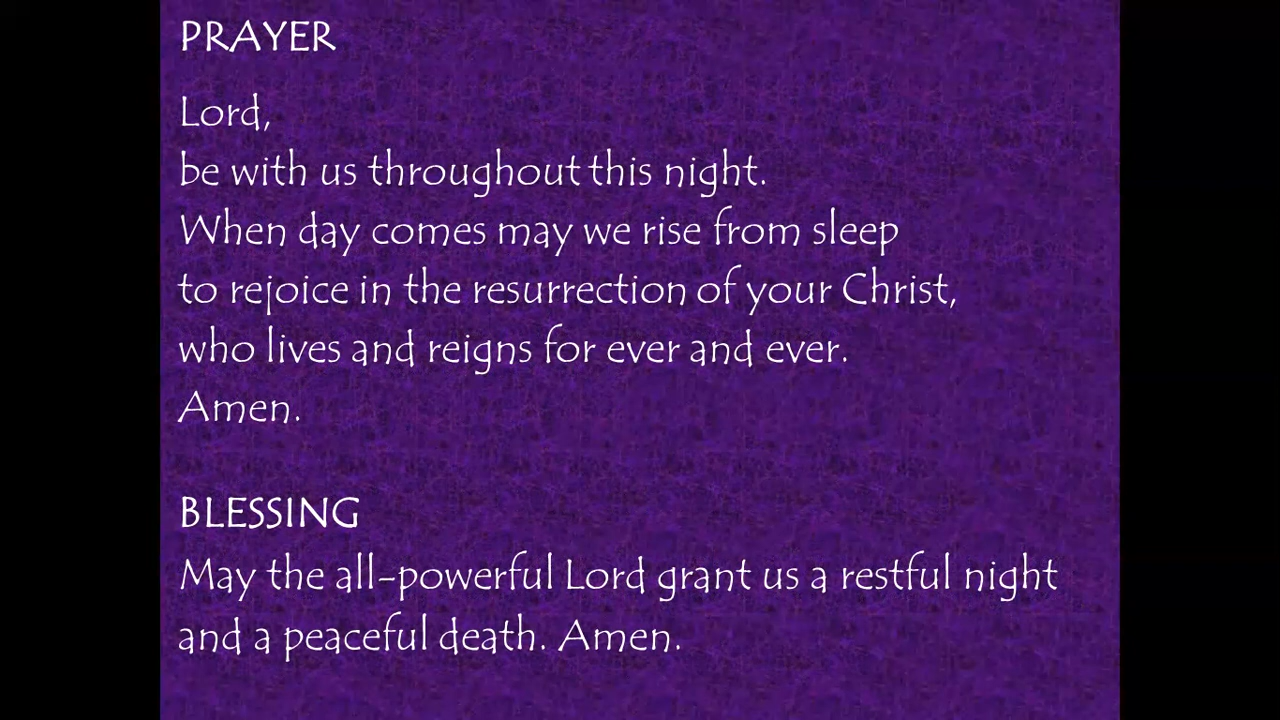 PRAYER
Lord,
be with us throughout this night.
When day comes may we rise from sleep
to rejoice in the resurrection of your Christ,
who lives and reigns for ever and ever.
Amen.
BLESSING
May the all-powerful Lord grant us a restful night
and a peaceful death. Amen.